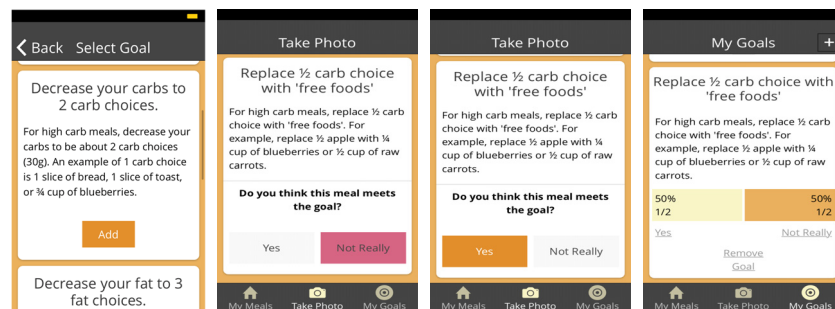 Back Select Goal
Decrease your carbs to
2 carb choices.
For high carb meals, decrease your
carbs to be about 2 carb choices
(30g). An example of 1 carb choice
is 1 slice of bread, 1 slice of toast,
or ¾ cup of blueberries.
Add
Decrease your fat to 3
fat choices.
Take Photo
Replace ½ carb choice
with 'free foods'
For high carb meals, replace ½ carb
choice with 'free foods'. For
example, replace ½ apple with ¼
cup of blueberries or ½ cup of raw
carrots.
Do you think this meal meets
the goal?
Yes Not Really
My Meals Take Photo My Goals
Take Photo
Replace ½ carb choice
with 'free foods'
For high carb meals, replace ½ carb
choice with 'free foods'. For
example, replace ½ apple with ¼
cup of blueberries or ½ cup of raw
carrots.
Do you think this meal meets
the goal?
Yes Not Really
My Meals Take Photo My Goals
My Goals +
Replace ½ carb choice with
'free foods'
For high carb meals, replace ½ carb
choice with 'free foods'. For
example, replace ½ apple with ¼
cup of blueberries or ½ cup of raw
carrots.
50% 50%
1/2 1/2
Yes Not Really
Remove
Goal
My Meals Take Photo My Goals